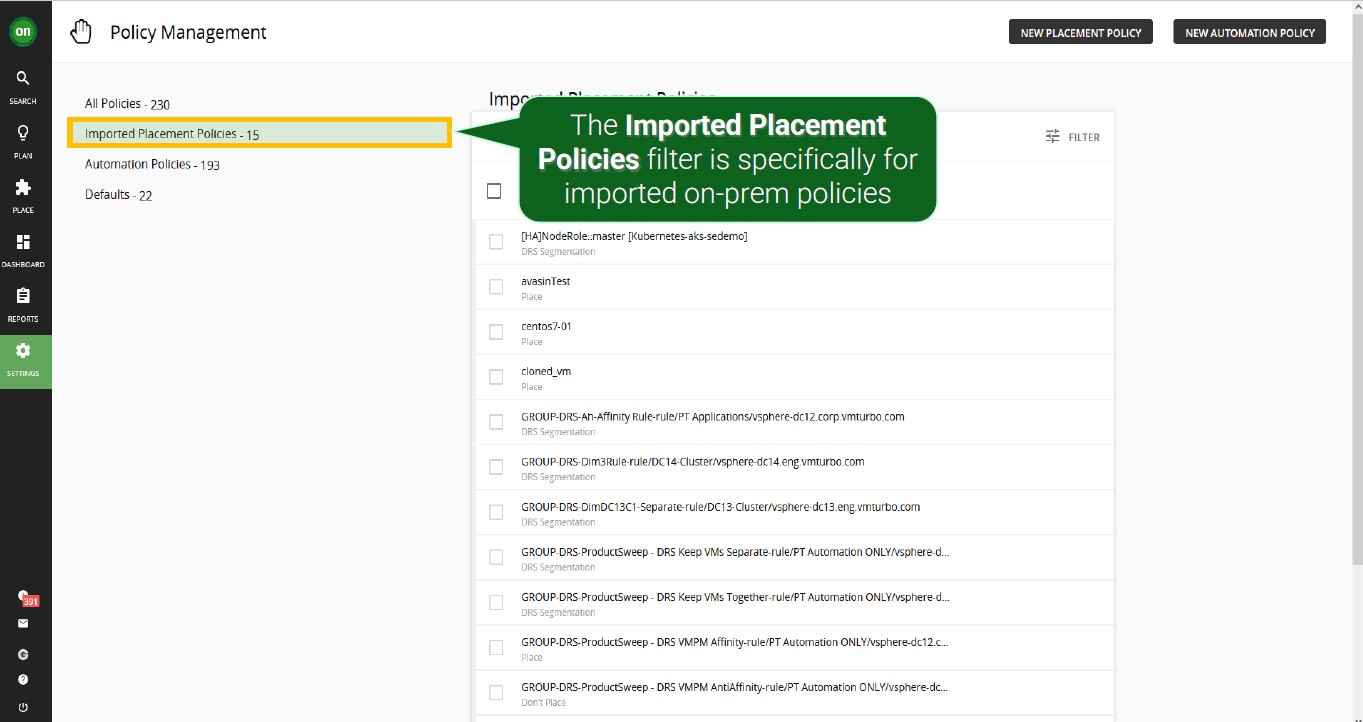 on
Policy Management
NEW PLACEMENT POLICY
NEW AUTOMATION POLICY
SEARCH
PLAN
PLACE
DASHBOARD
REPORTS
SETTINGS
391
All Policies - 230
Imported Placement Policies - 15
Automation Policies - 193
Defaults - 22
Imported Placement Policies
The Imported Placement
Policies filter is specifically for
imported on-prem policies
FILTER
[HA]NodeRole::master [Kubernetes-aks-sedemo]
DRS Segmentation
avasinTest
Place
centos7-01
Place
cloned_vm
Place
GROUP-DRS-Ah-Affinity Rule-rule/PT Applications/vsphere-dc12.corp.vmturbo.com
DRS Segmentation
GROUP-DRS-Dim3Rule-rule/DC14-Cluster/vsphere-dc14.eng.vmturbo.com
DRS Segmentation
GROUP-DRS-DimDC13C1-Separate-rule/DC13-Cluster/vsphere-dc13.eng.vmturbo.com
DRS Segmentation
GROUP-DRS-ProductSweep - DRS Keep VMs Separate-rule/PT Automation ONLY/vsphere-d...
DRS Segmentation
GROUP-DRS-ProductSweep - DRS Keep VMs Together-rule/PT Automation ONLY/vsphere-d...
DRS Segmentation
GROUP-DRS-ProductSweep - DRS VMPM Affinity-rule/PT Automation ONLY/vsphere-dc12.c...
Place
GROUP-DRS-ProductSweep - DRS VMPM AntiAffinity-rule/PT Automation ONLY/vsphere-dc...
Don't Place